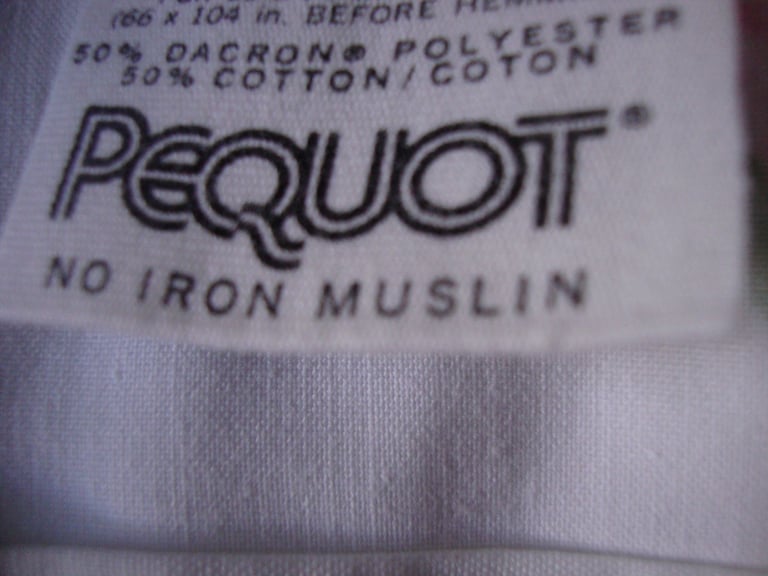 (66 x 104 in. BEFORE
50% DACRON® POLYESTER
50% COTTON/COTON
PEQUOT®
NO IRON MUSLIN